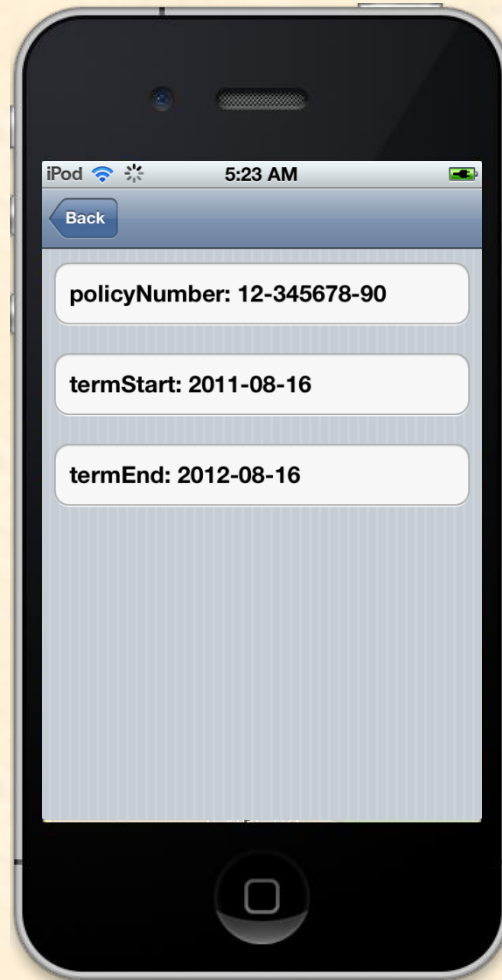 iPod 5:23 AM
Back
policyNumber: 12-345678-90
termStart: 2011-08-16
termEnd: 2012-08-16